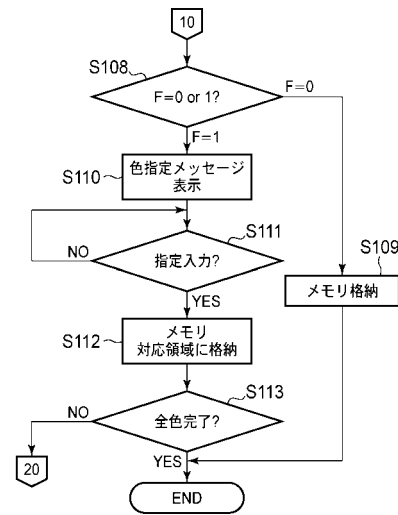 10
S108
F=0 or 1?
F=0
F=1
S110
色指定メッセージ
表示
S111
指定入力?
NO
YES
S109
メモリ格納
S112
メモリ
対応領域に格納
S113
全色完了?
NO
20
YES
END